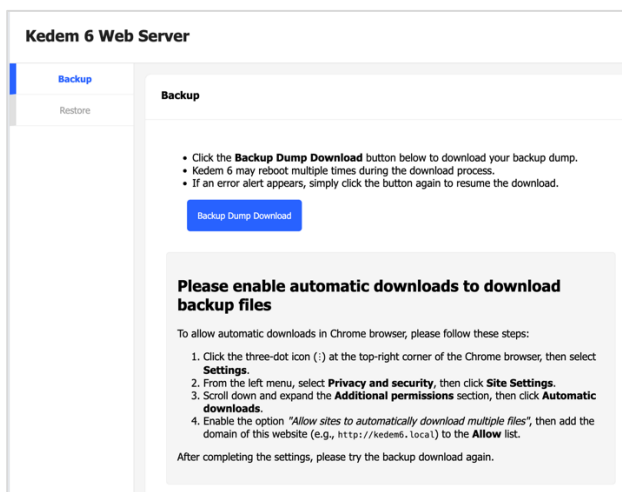 Kedem 6 Web Server
Backup
Restore
Backup
• Click the Backup Dump Download button below to download your backup dump.
• Kedem 6 may reboot multiple times during the download process.
• If an error alert appears, simply click the button again to resume the download.
Backup Dump Download
Please enable automatic downloads to download
backup files
To allow automatic downloads in Chrome browser, please follow these steps:
1. Click the three-dot icon (⋮) at the top-right corner of the Chrome browser, then select
Settings.
2. From the left menu, select Privacy and security, then click Site Settings.
3. Scroll down and expand the Additional permissions section, then click Automatic
downloads.
4. Enable the option "Allow sites to automatically download multiple files", then add the
domain of this website (e.g., http://kedem6.local) to the Allow list.
After completing the settings, please try the backup download again.